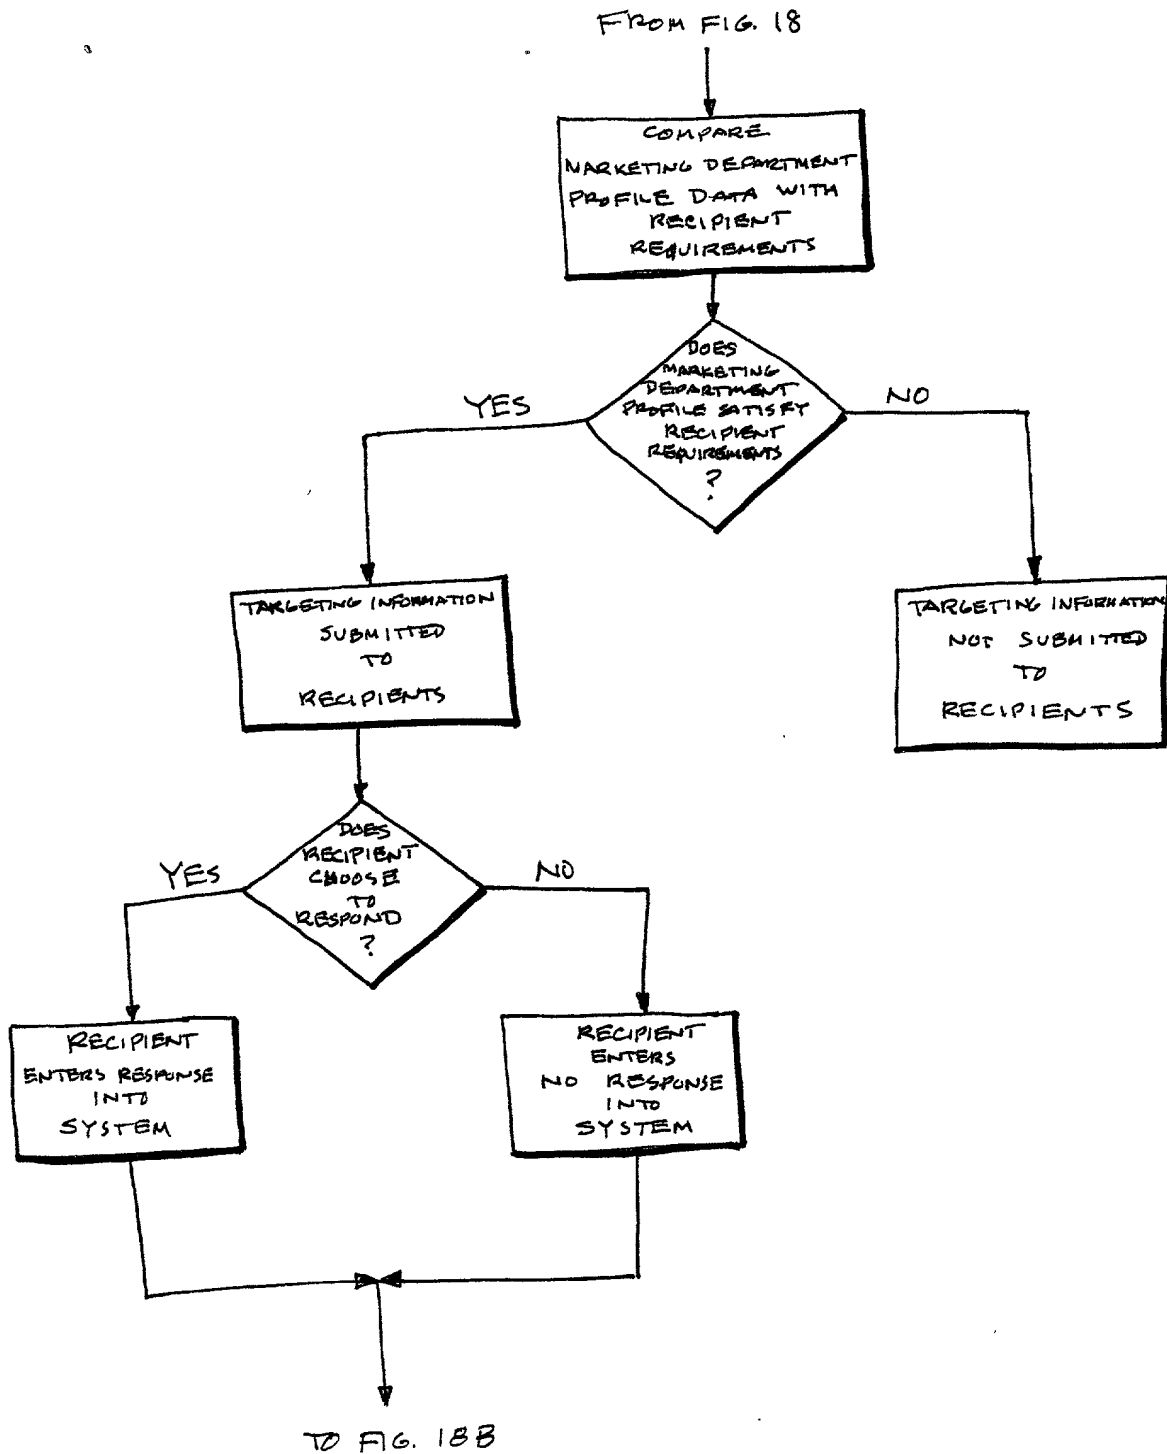 FROM FIG. 18
COMPARE
MARKETING DEPARTMENT
PROFILE DATA WITH
RECIPIENT
REQUIREMENTS
DOES
MARKETING
DEPARTMENT
PROFILE SATISFY
RECIPIENT
REQUIREMENTS
?
YES
NO
TARGETING INFORMATION
SUBMITTED
TO
RECIPIENTS
TARGETING INFORMATION
NOT SUBMITTED
TO
RECIPIENTS
DOES
RECIPIENT
CHOOSE
TO
RESPOND
?
YES
NO
RECIPIENT
ENTERS RESPONSE
INTO
SYSTEM
RECIPIENT
ENTERS
NO RESPONSE
INTO
SYSTEM
TO FIG. 18B